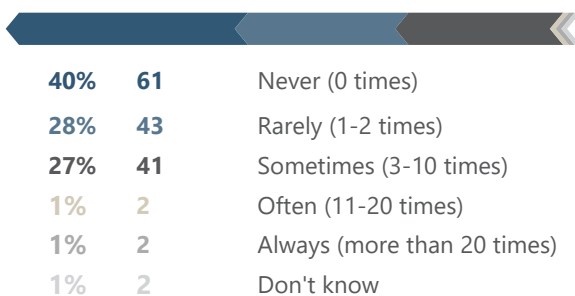 40% 61 Never (0 times)
28% 43 Rarely (1-2 times)
27% 41 Sometimes (3-10 times)
1% 2 Often (11-20 times)
1% 2 Always (more than 20 times)
1% 2 Don't know